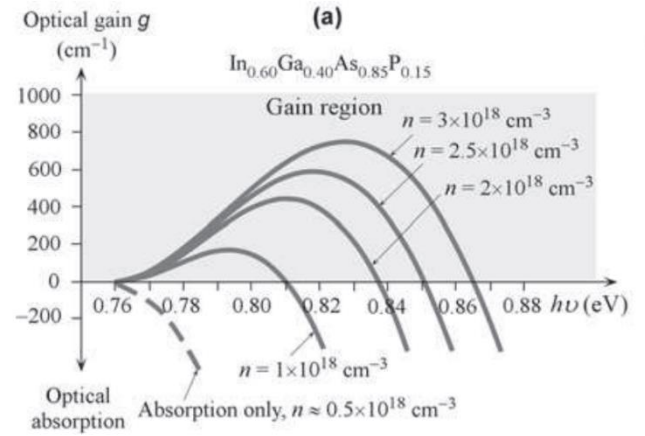 Optical gain g
(cm⁻¹)
(a)
In₀.₆₀Ga₀.₄₀As₀.₈₅P₀.₁₅
1000
800
600
400
200
0
−200
Gain region
n = 3×10¹⁸ cm⁻³
n = 2.5×10¹⁸ cm⁻³
n = 2×10¹⁸ cm⁻³
0.76 0.78 0.80 0.82 0.84 0.86 0.88 hυ (eV)
n = 1×10¹⁸ cm⁻³
Optical
absorption
Absorption only, n ≈ 0.5×10¹⁸ cm⁻³